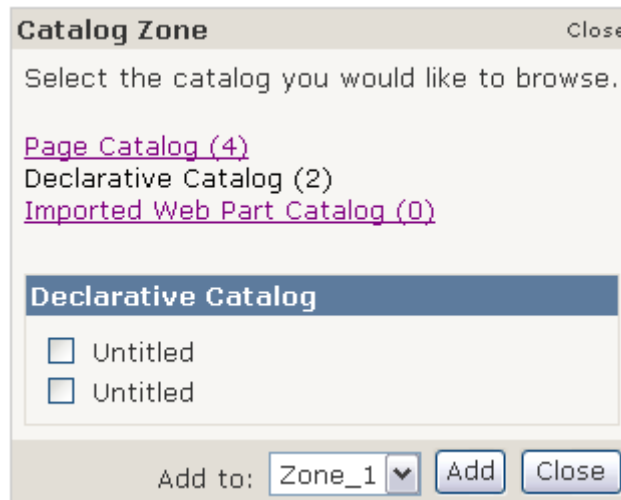 Catalog Zone Close
Select the catalog you would like to browse.
Page Catalog (4)
Declarative Catalog (2)
Imported Web Part Catalog (0)
Declarative Catalog
Untitled
Untitled
Add to: Zone_1 Add Close